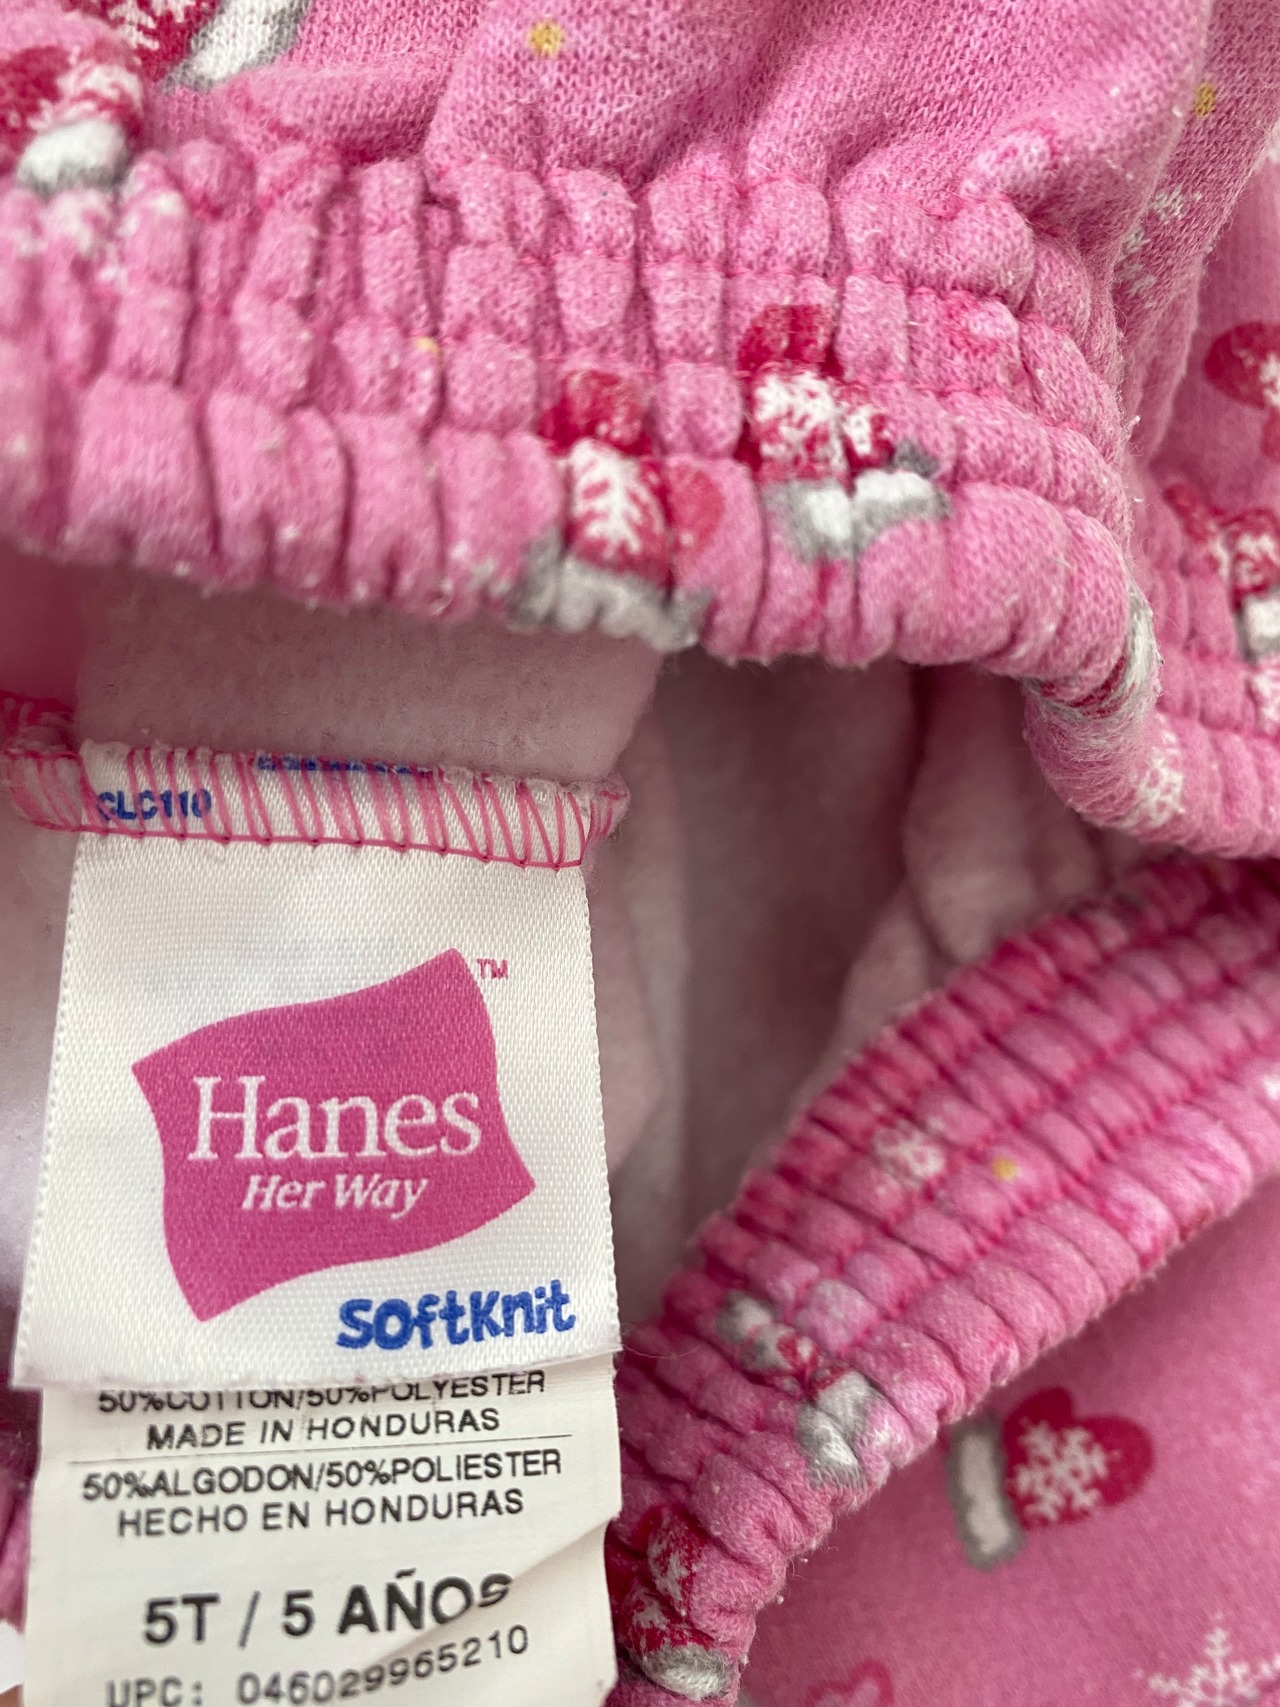 CLC110
TM
Hanes
Her Way
SOftKnit
50%COTTON/50%POLYESTER
MADE IN HONDURAS
50%ALGODON/50%POLIESTER
HECHO EN HONDURAS
5T / 5 AÑOS
UPC: 046029965210